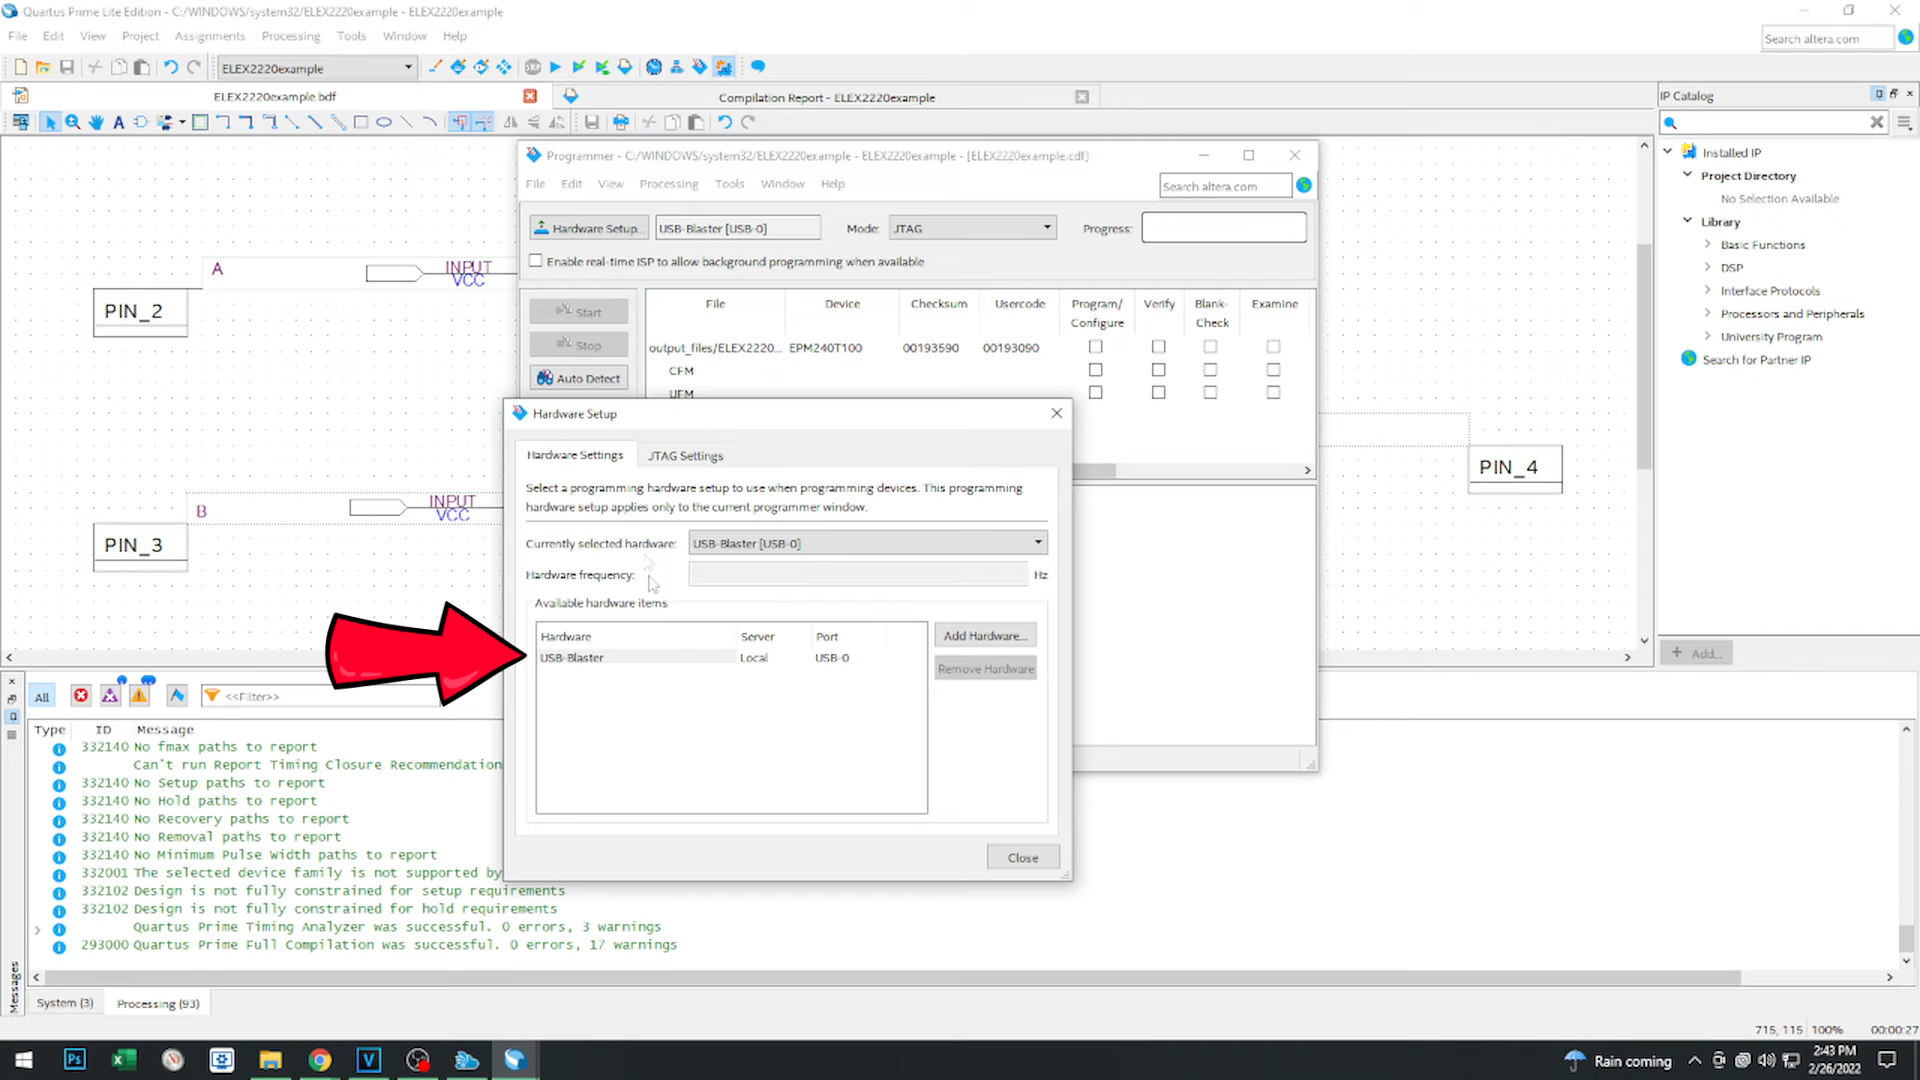 Quartus Prime Lite Edition - C:/WINDOWS/system32/ELEX2220example - ELEX2220example
File Edit View Project Assignments Processing Tools Window Help
Search altera.com
ELEX2220example
ELEX2220example bdf
Compilation Report - ELEX2220example
IP Catalog
Installed IP
Project Directory
No Selection Available
Library
Basic Functions
DSP
Interface Protocols
Processors and Peripherals
University Program
Search for Partner IP
+ Add...
A
INPUT
VCC
PIN_2
B
INPUT
VCC
PIN_3
PIN_4
Programmer - C:/WINDOWS/system32/ELEX2220example - ELEX2220example - [ELEX2220example.cdf]
File Edit View Processing Tools Window Help
Search altera.com
Hardware Setup... USB-Blaster [USB-0] Mode: JTAG Progress:
Enable real-time ISP to allow background programming when available
Start
Stop
Auto Detect
File Device Checksum Usercode Program/ Configure Verify Blank- Check Examine
output_files/ELEX2220... EPM240T100 00193590 00193090
CFM
UFM
Hardware Setup
Hardware Settings JTAG Settings
Select a programming hardware setup to use when programming devices. This programming
hardware setup applies only to the current programmer window.
Currently selected hardware: USB-Blaster [USB-0]
Hardware frequency: Hz
Available hardware items
Hardware Server Port
USB-Blaster Local USB-0
Add Hardware...
Remove Hardware
Close
All <<Filter>>
Type ID Message
332140 No fmax paths to report
Can't run Report Timing Closure Recommendation
332140 No Setup paths to report
332140 No Hold paths to report
332140 No Recovery paths to report
332140 No Removal paths to report
332140 No Minimum Pulse Width paths to report
332001 The selected device family is not supported by
332102 Design is not fully constrained for setup requirements
332102 Design is not fully constrained for hold requirements
Quartus Prime Timing Analyzer was successful. 0 errors, 3 warnings
293000 Quartus Prime Full Compilation was successful. 0 errors, 17 warnings
Messages
System (3) Processing (93)
715, 115 100% 00:00:27
Ps
V
Rain coming
2:43 PM
2/26/2022